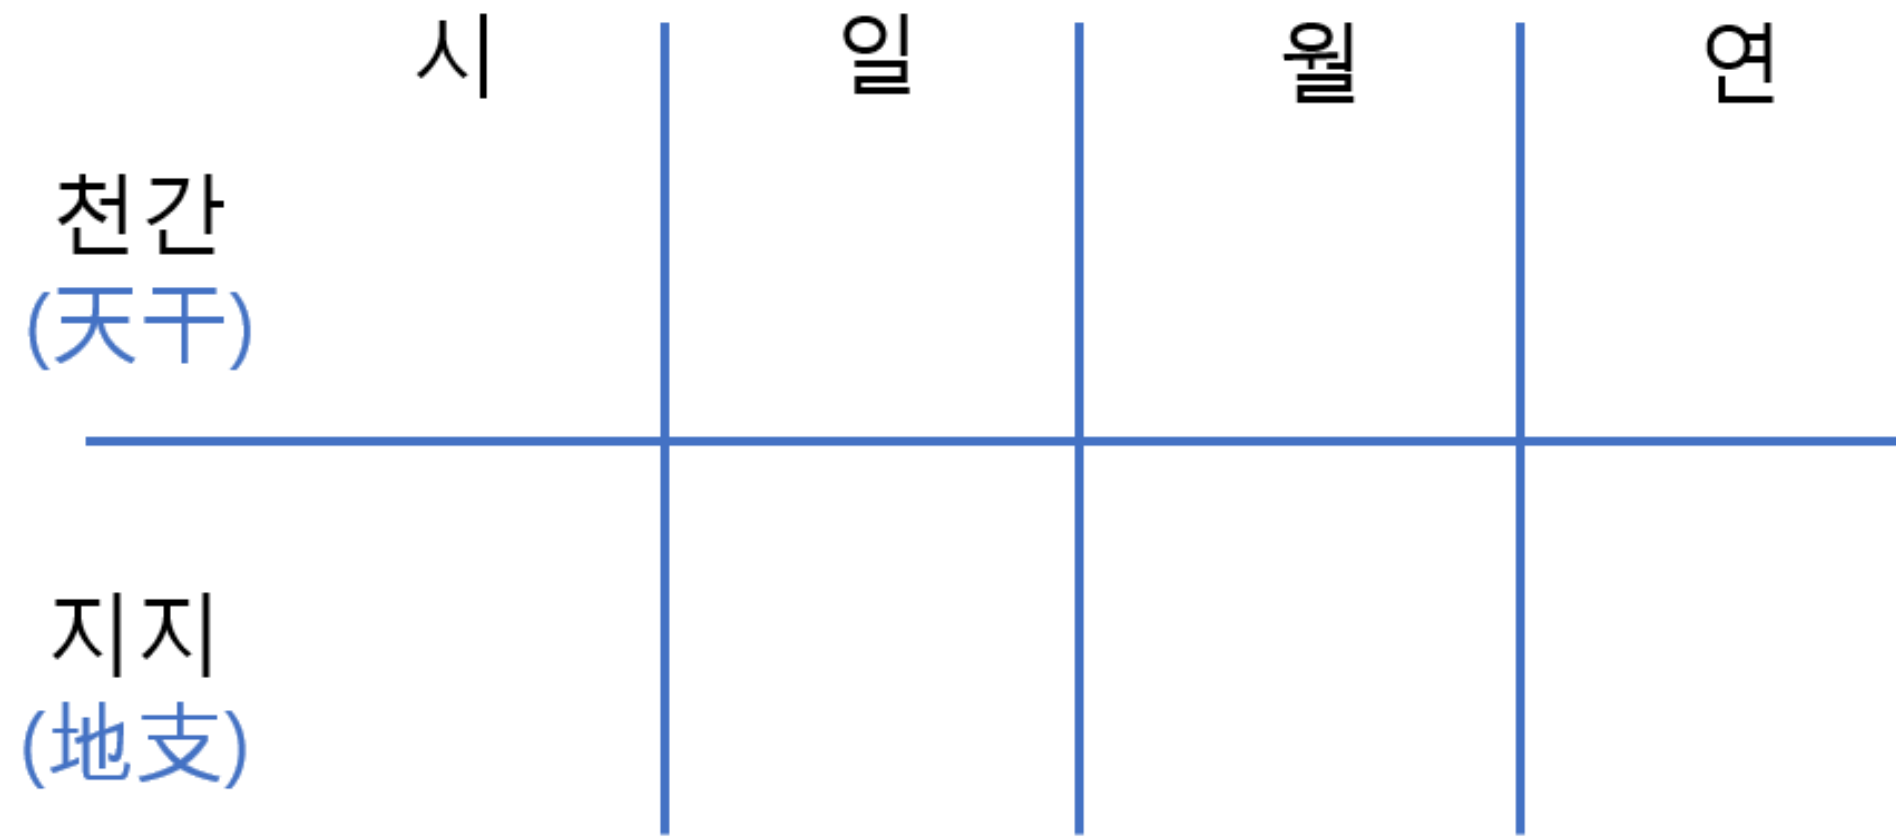 시 일 월 연
천간
(天干)
지지
(地支)